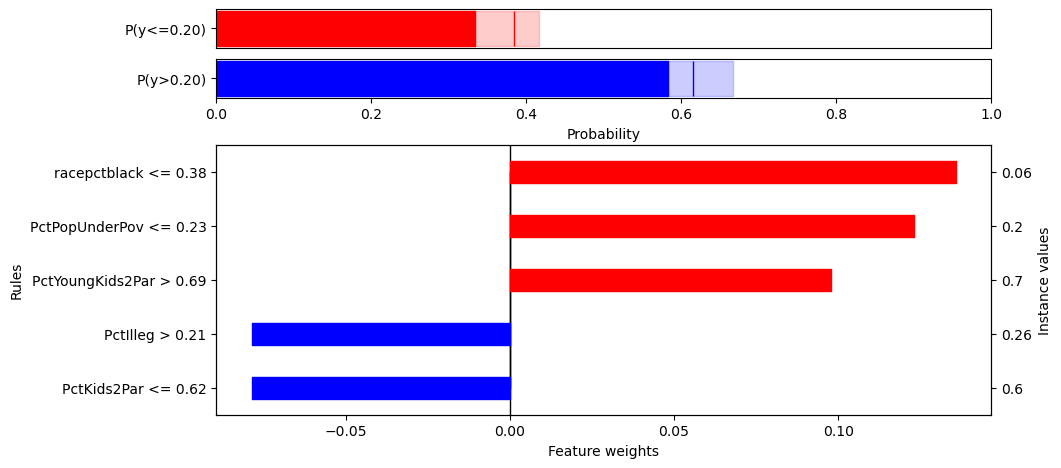 P(y<=0.20)
P(y>0.20)
0.0 0.2 0.4 0.6 0.8 1.0
Probability
racepctblack <= 0.38 0.06
PctPopUnderPov <= 0.23 0.2
PctYoungKids2Par > 0.69 0.7
PctIlleg > 0.21 0.26
PctKids2Par <= 0.62 0.6
Rules
Instance values
−0.05 0.00 0.05 0.10
Feature weights